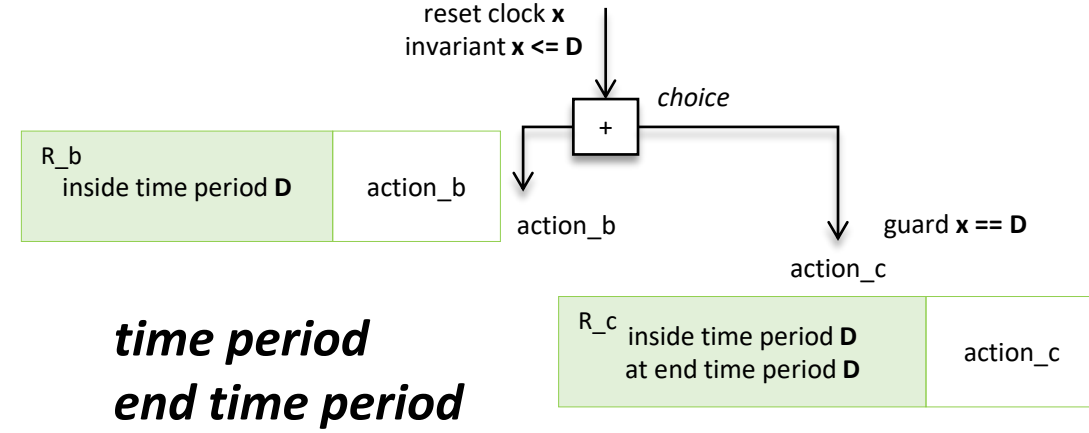 reset clock x
invariant x <= D
choice
+
R_b
inside time period D
action_b
action_b
guard x == D
action_c
R_c
inside time period D
at end time period D
action_c
time period
end time period